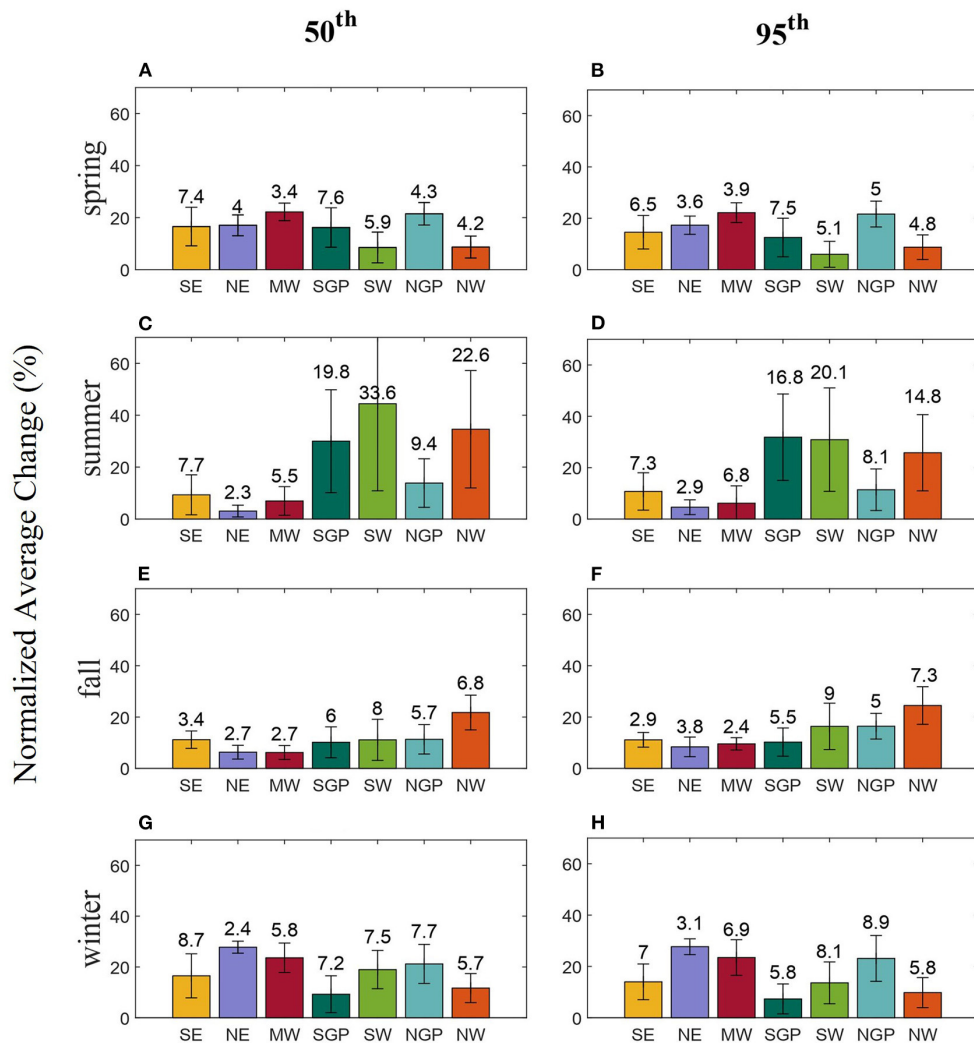 50th 95th
Normalized Average Change (%)
A
spring
60
40
20
0
7.4 4 3.4 7.6 5.9 4.3 4.2
SE NE MW SGP SW NGP NW
B
60
40
20
0
6.5 3.6 3.9 7.5 5.1 5 4.8
SE NE MW SGP SW NGP NW
C
summer
60
40
20
0
7.7 2.3 5.5 19.8 33.6 9.4 22.6
SE NE MW SGP SW NGP NW
D
60
40
20
0
7.3 2.9 6.8 16.8 20.1 8.1 14.8
SE NE MW SGP SW NGP NW
E
fall
60
40
20
0
3.4 2.7 2.7 6 8 5.7 6.8
SE NE MW SGP SW NGP NW
F
60
40
20
0
2.9 3.8 2.4 5.5 9 5 7.3
SE NE MW SGP SW NGP NW
G
winter
60
40
20
0
8.7 2.4 5.8 7.2 7.5 7.7 5.7
SE NE MW SGP SW NGP NW
H
60
40
20
0
7 3.1 6.9 5.8 8.1 8.9 5.8
SE NE MW SGP SW NGP NW